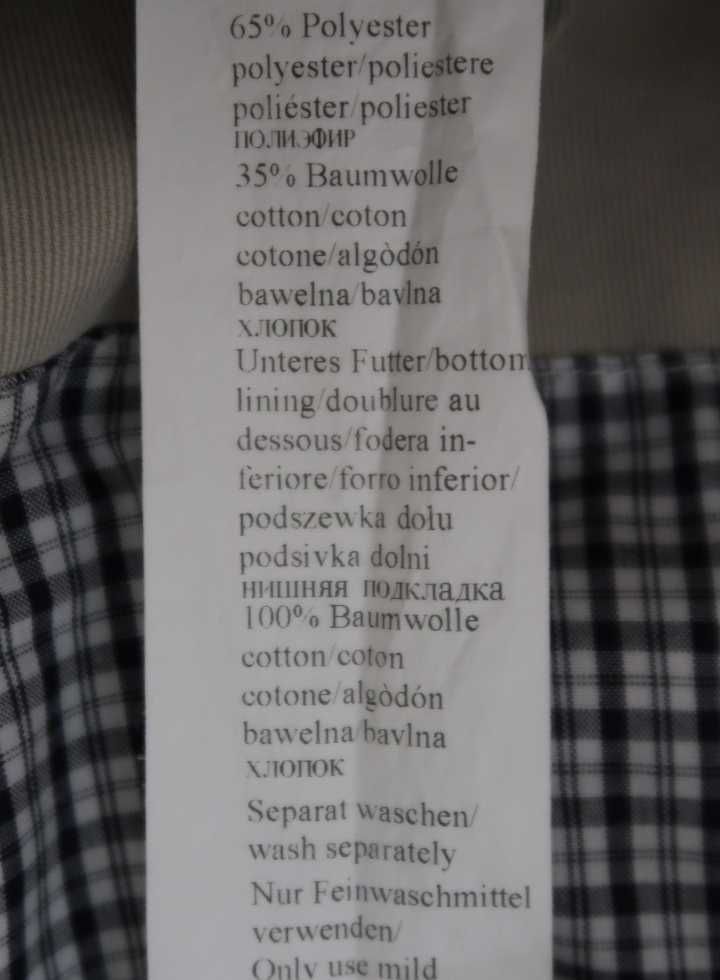 65% Polyester
polyester/poliestere
poliéster/poliester
ПОЛИЭФИР
35% Baumwolle
cotton/coton
cotone/algòdón
bawelna/bavlna
ХЛОПОК
Unteres Futter/bottom
lining/doublure au
dessous/fodera in-
feriore/forro inferior/
podszewka dołu
podsivka dolni
НИШНЯЯ ПОДКЛАДКА
100% Baumwolle
cotton/coton
cotone/algòdón
bawelna/bavlna
ХЛОПОК
Separat waschen/
wash separately
Nur Feinwaschmittel
verwenden/
Only use mild